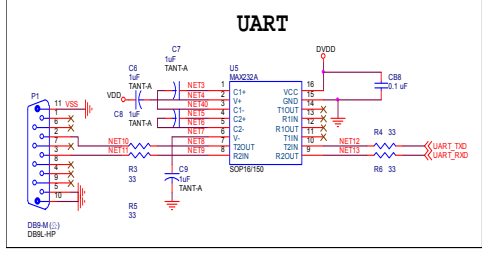 UART
C7
1uF
TANT-A
C6
1uF
TANT-A
VDD
C8 1uF
TANT-A
NET3
NET4
NET40
NET5
NET6
NET7
NET8
NET9
1
2
3
4
5
6
7
8
U5
MAX232A
C1+
V+
C1-
C2+
C2-
V-
T2OUT
R2IN
VCC
GND
T1OUT
R1IN
R1OUT
T1IN
T2IN
R2OUT
SOP16/150
16
15
14
13
12
11
10
9
DVDD
CB8
0.1 uF
P1
11 VSS
1
6
2
7
3
8
4
9
5
10
DB9-M(公)
DB9L-HP
NET10
NET11
R3
33
R5
33
C9
1uF
TANT-A
NET12
NET13
R4 33
R6 33
UART_TXD
UART_RXD